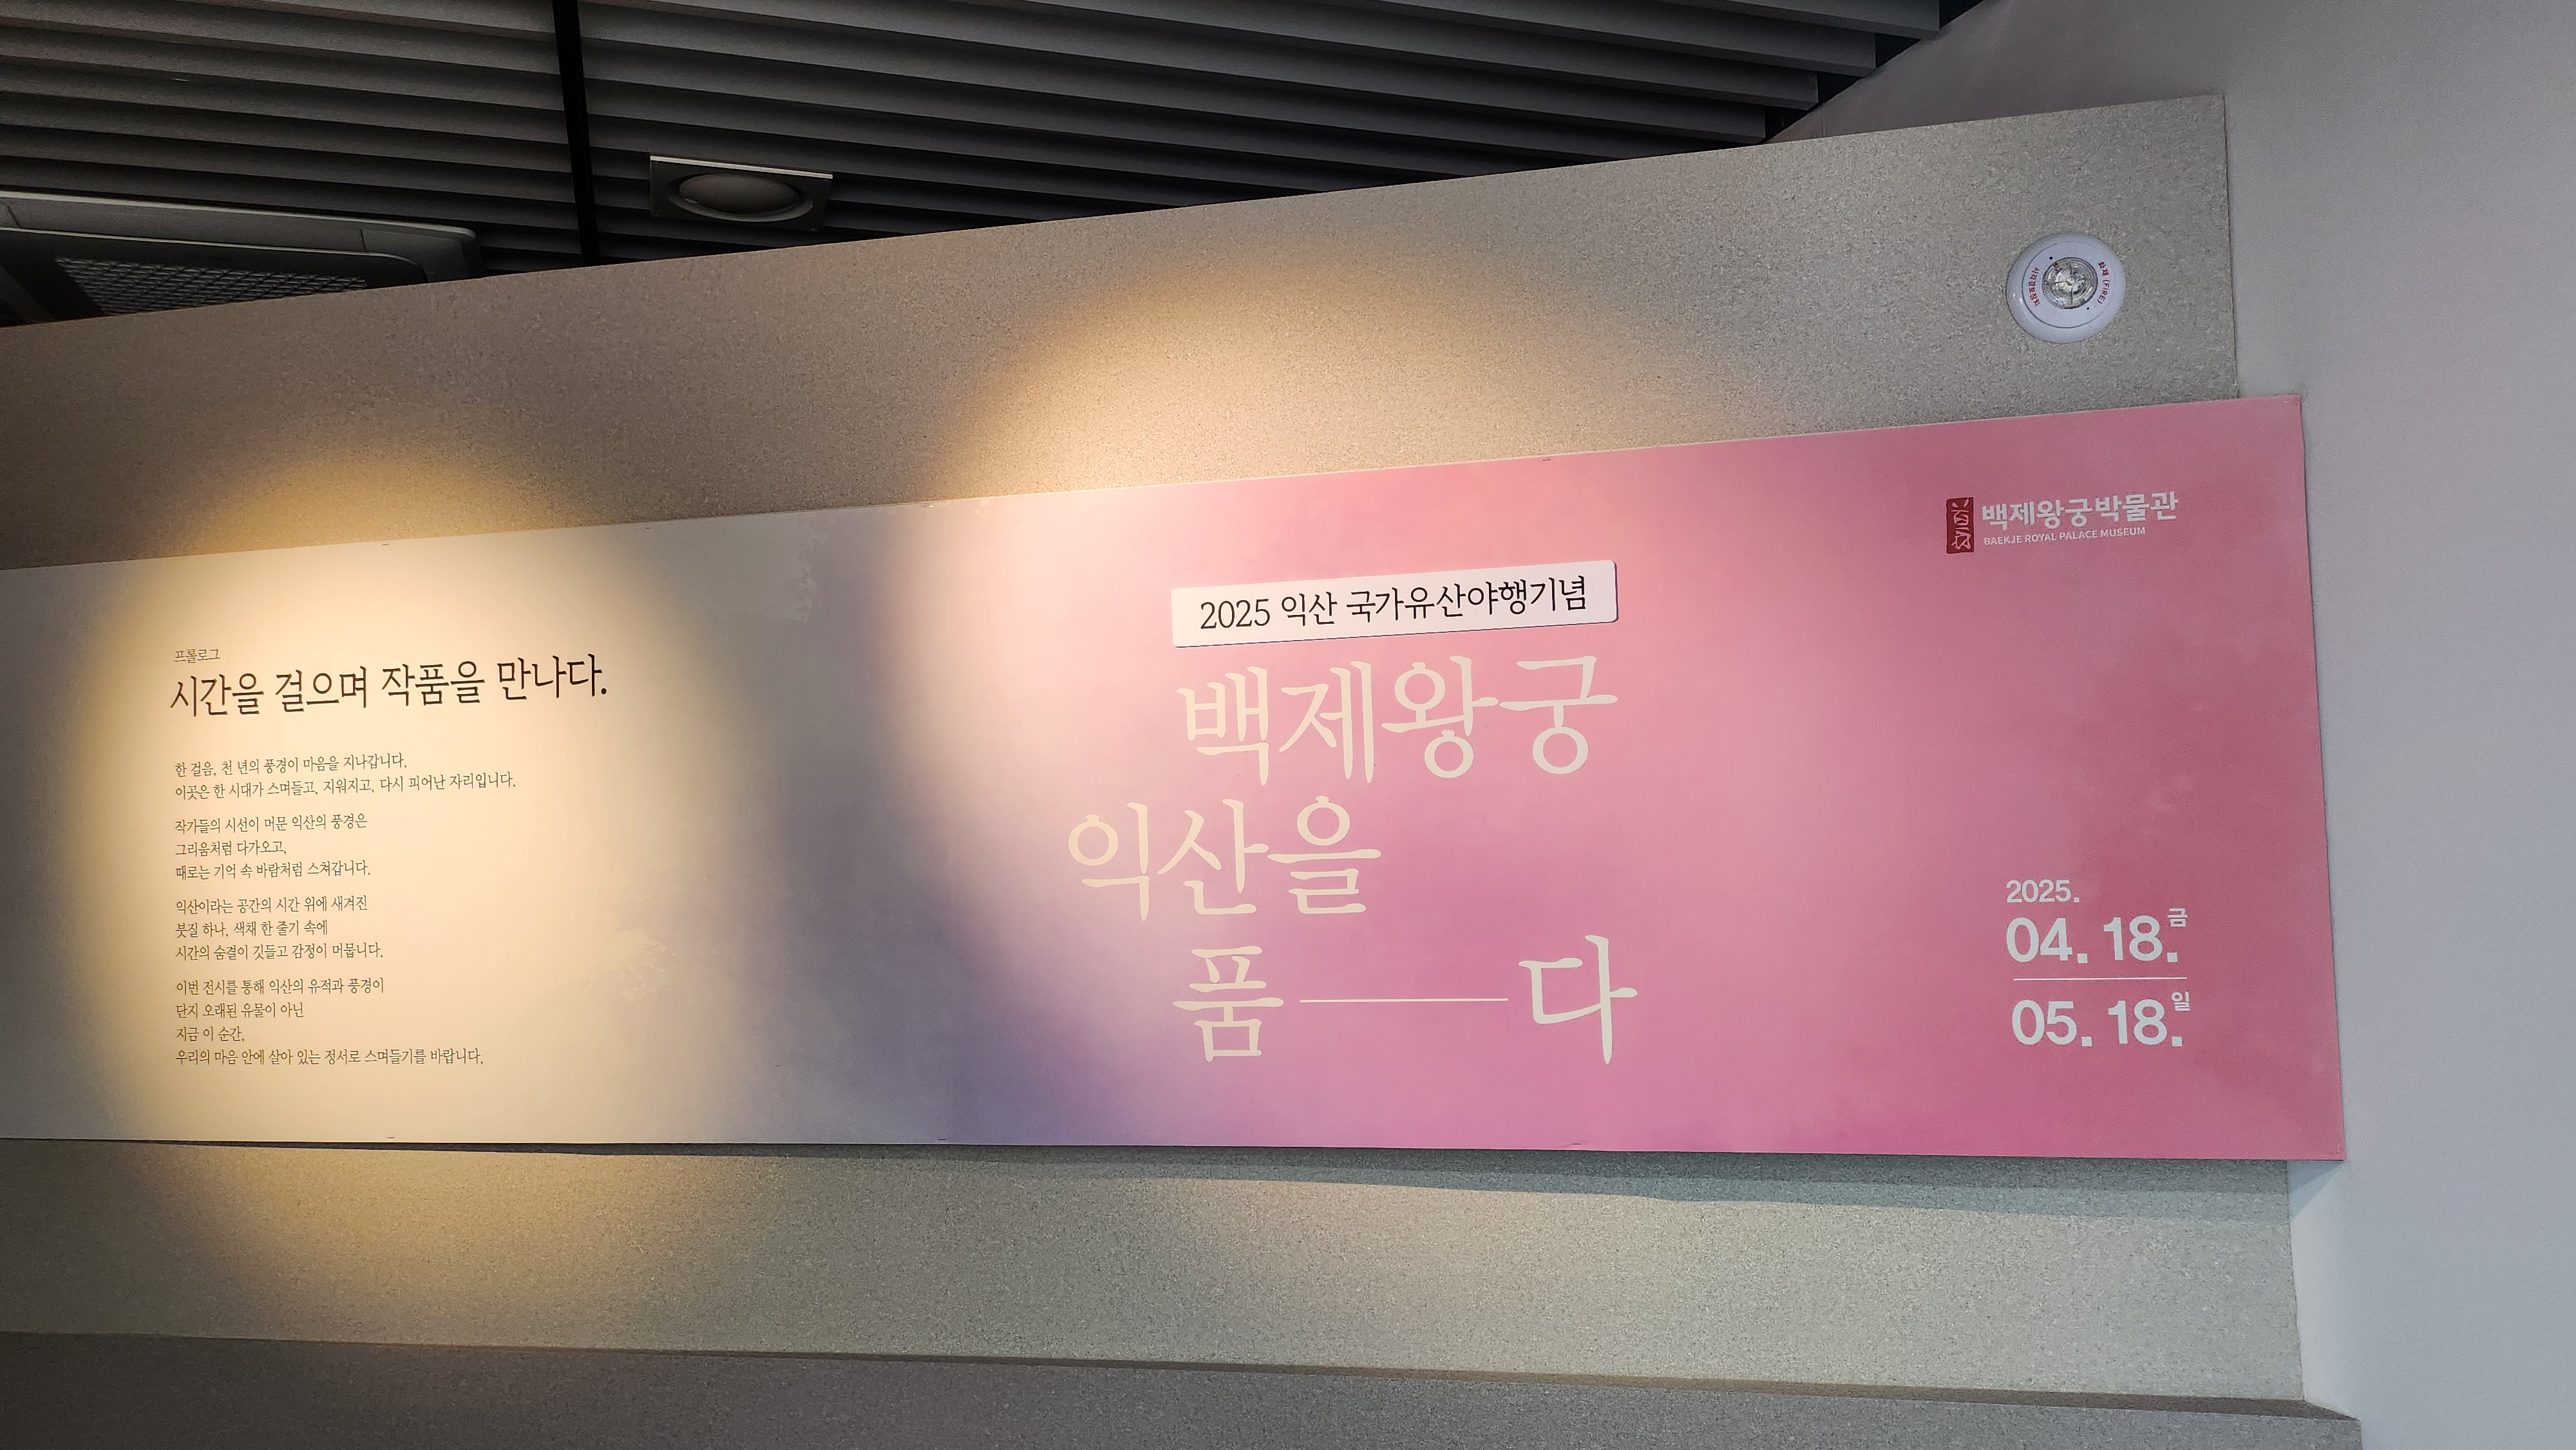 프롤로그
시간을 걸으며 작품을 만나다.
한 걸음, 천 년의 풍경이 마음을 지나갑니다.
이곳은 한 시대가 스며들고, 지워지고, 다시 피어난 자리입니다.
작가들의 시선이 머문 익산의 풍경은
그리움처럼 다가오고,
때로는 기억 속 바람처럼 스쳐갑니다.
익산이라는 공간의 시간 위에 새겨진
붓질 하나, 색채 한 줄기 속에
시간의 숨결이 깃들고 감정이 머뭅니다.
이번 전시를 통해 익산의 유적과 풍경이
단지 오래된 유물이 아닌
지금 이 순간,
우리의 마음 안에 살아 있는 정서로 스며들기를 바랍니다.
2025 익산 국가유산야행기념
백제왕궁
익산을
품 다
백제왕궁박물관
BAEKJE ROYAL PALACE MUSEUM
2025.
04. 18. 금
05. 18. 일
화재 (FIRE)
시각경보장치